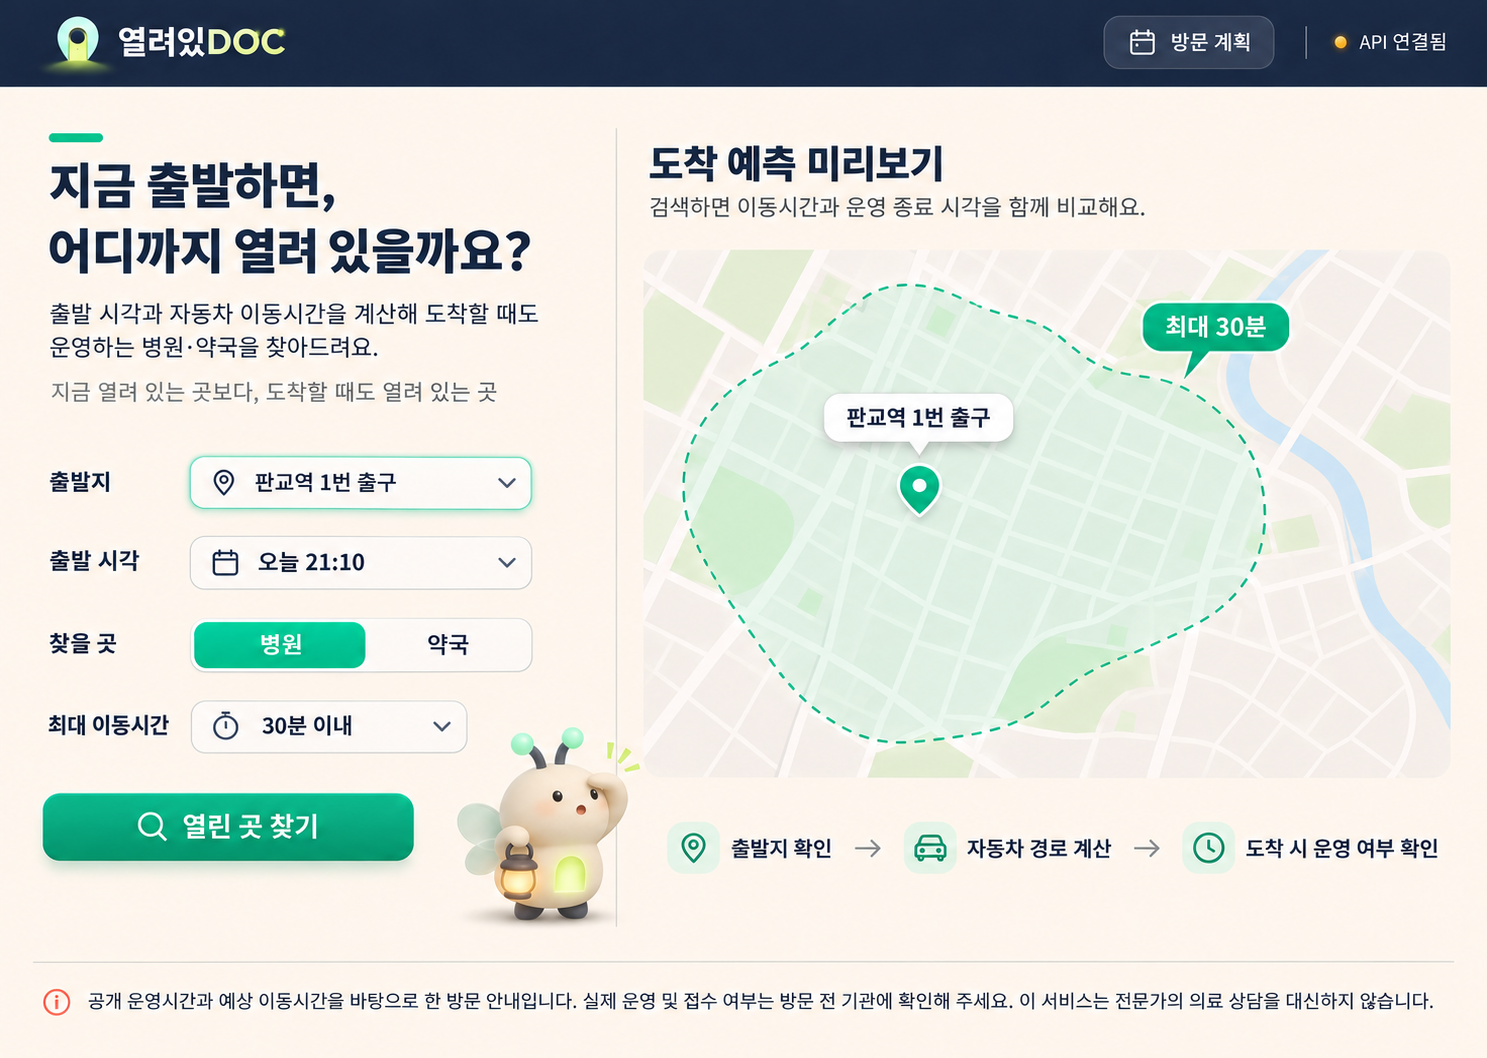 열려있DOC
방문 계획
API 연결됨
지금 출발하면,
어디까지 열려 있을까요?
출발 시각과 자동차 이동시간을 계산해 도착할 때도
운영하는 병원·약국을 찾아드려요.
지금 열려 있는 곳보다, 도착할 때도 열려 있는 곳
출발지
판교역 1번 출구
출발 시각
오늘 21:10
찾을 곳
병원
약국
최대 이동시간
30분 이내
열린 곳 찾기
도착 예측 미리보기
검색하면 이동시간과 운영 종료 시각을 함께 비교해요.
최대 30분
판교역 1번 출구
출발지 확인
자동차 경로 계산
도착 시 운영 여부 확인
공개 운영시간과 예상 이동시간을 바탕으로 한 방문 안내입니다. 실제 운영 및 접수 여부는 방문 전 기관에 확인해 주세요. 이 서비스는 전문가의 의료 상담을 대신하지 않습니다.